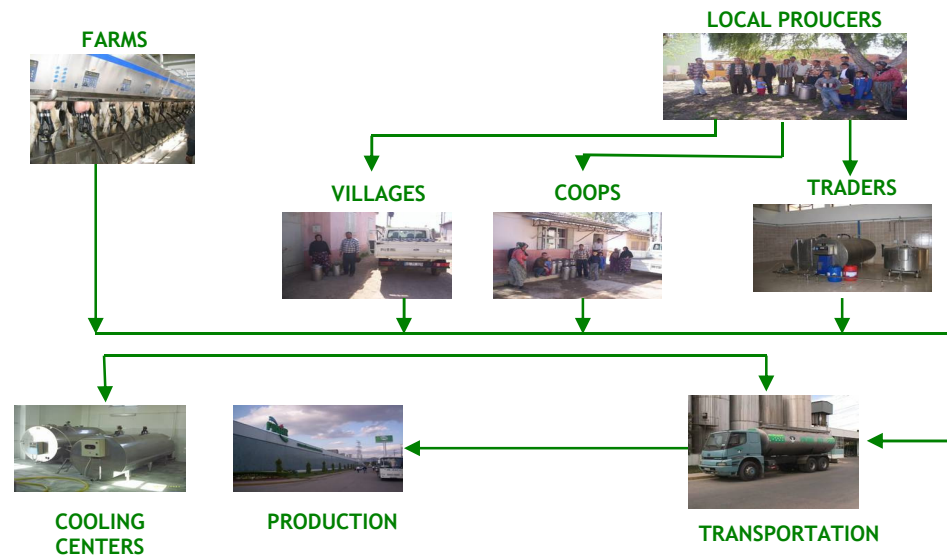 LOCAL PROUCERS
FARMS
VILLAGES
COOPS
TRADERS
COOLING
CENTERS
PRODUCTION
TRANSPORTATION